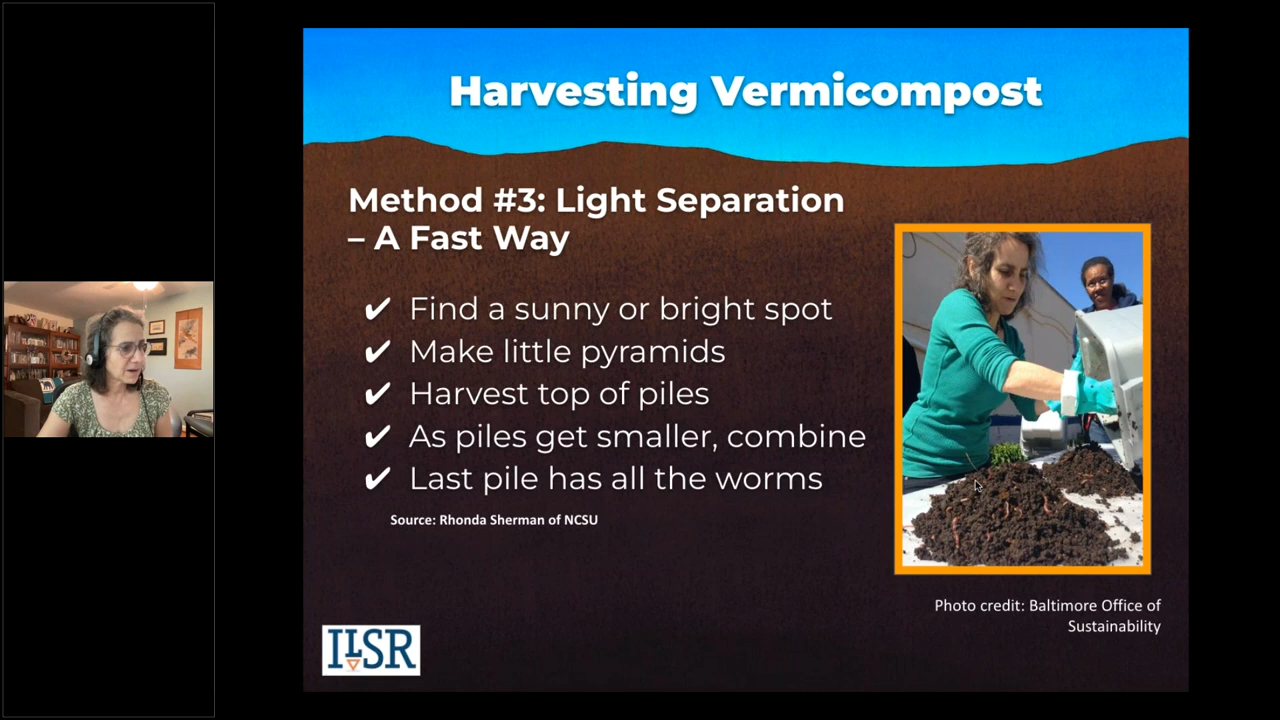 Harvesting Vermicompost
Method #3: Light Separation
– A Fast Way
✔ Find a sunny or bright spot
✔ Make little pyramids
✔ Harvest top of piles
✔ As piles get smaller, combine
✔ Last pile has all the worms
Source: Rhonda Sherman of NCSU
Photo credit: Baltimore Office of
Sustainability
ILSR